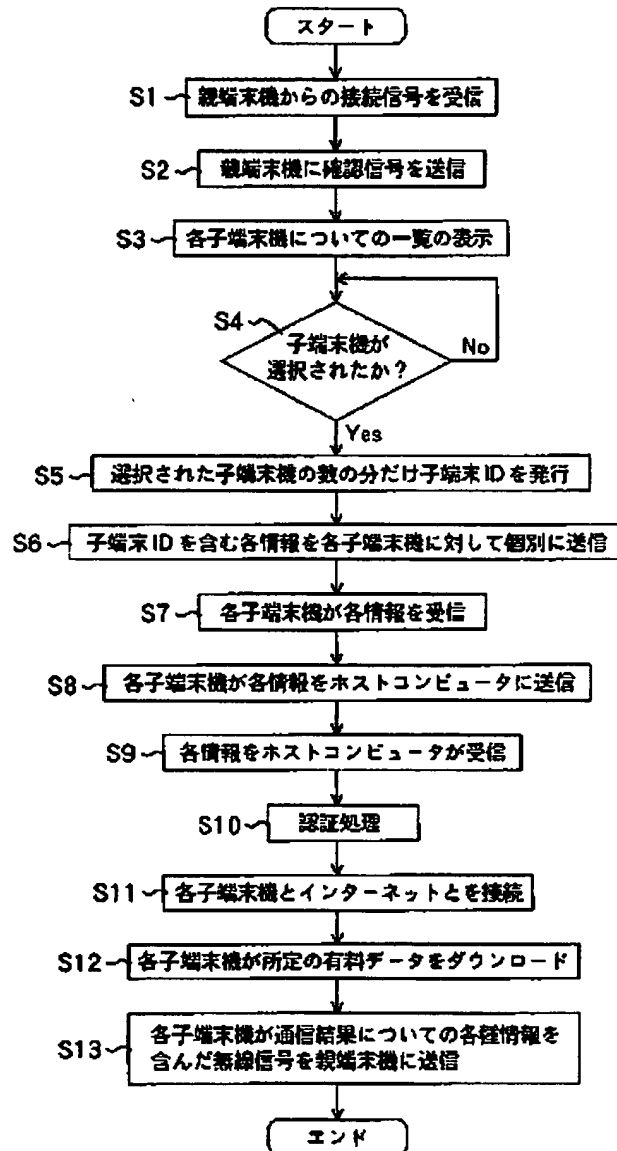 スタート
S1 親端末機からの接続信号を受信
S2 親端末機に確認信号を送信
S3 各子端末機についての一覧の表示
S4
子端末機が
選択されたか？
No
Yes
S5 選択された子端末機の数の分だけ子端末IDを発行
S6 子端末IDを含む各情報を各子端末機に対して個別に送信
S7 各子端末機が各情報を受信
S8 各子端末機が各情報をホストコンピュータに送信
S9 各情報をホストコンピュータが受信
S10 認証処理
S11 各子端末機とインターネットとを接続
S12 各子端末機が所定の有料データをダウンロード
S13 各子端末機が通信結果についての各種情報を
含んだ無線信号を親端末機に送信
エンド